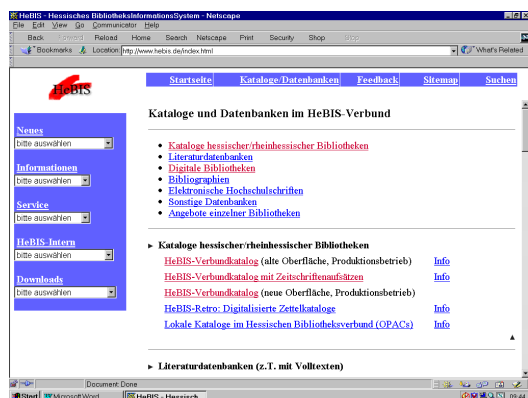 HeBIS - Hessisches BibliotheksInformationsSystem - Netscape
File Edit View Go Communicator Help
Back Forward Reload Home Search Netscape Print Security Shop Stop
Bookmarks Location: http://www.hebis.de/index.html What's Related
HeBIS
Startseite Kataloge/Datenbanken Feedback Sitemap Suchen
Neues
bitte auswählen
Informationen
bitte auswählen
Service
bitte auswählen
HeBIS-Intern
bitte auswählen
Downloads
bitte auswählen
Kataloge und Datenbanken im HeBIS-Verbund
Kataloge hessischer/rheinhessischer Bibliotheken
Literaturdatenbanken
Digitale Bibliotheken
Bibliographien
Elektronische Hochschulschriften
Sonstige Datenbanken
Angebote einzelner Bibliotheken
Kataloge hessischer/rheinhessischer Bibliotheken
HeBIS-Verbundkatalog (alte Oberfläche, Produktionsbetrieb) Info
HeBIS-Verbundkatalog mit Zeitschriftenaufsätzen Info
HeBIS-Verbundkatalog (neue Oberfläche, Produktionsbetrieb)
HeBIS-Retro: Digitalisierte Zettelkataloge Info
Lokale Kataloge im Hessischen Bibliotheksverbund (OPACs) Info
Literaturdatenbanken (z.T. mit Volltexten)
Document: Done
Start Microsoft Word HeBIS - Hessisch... 09:44